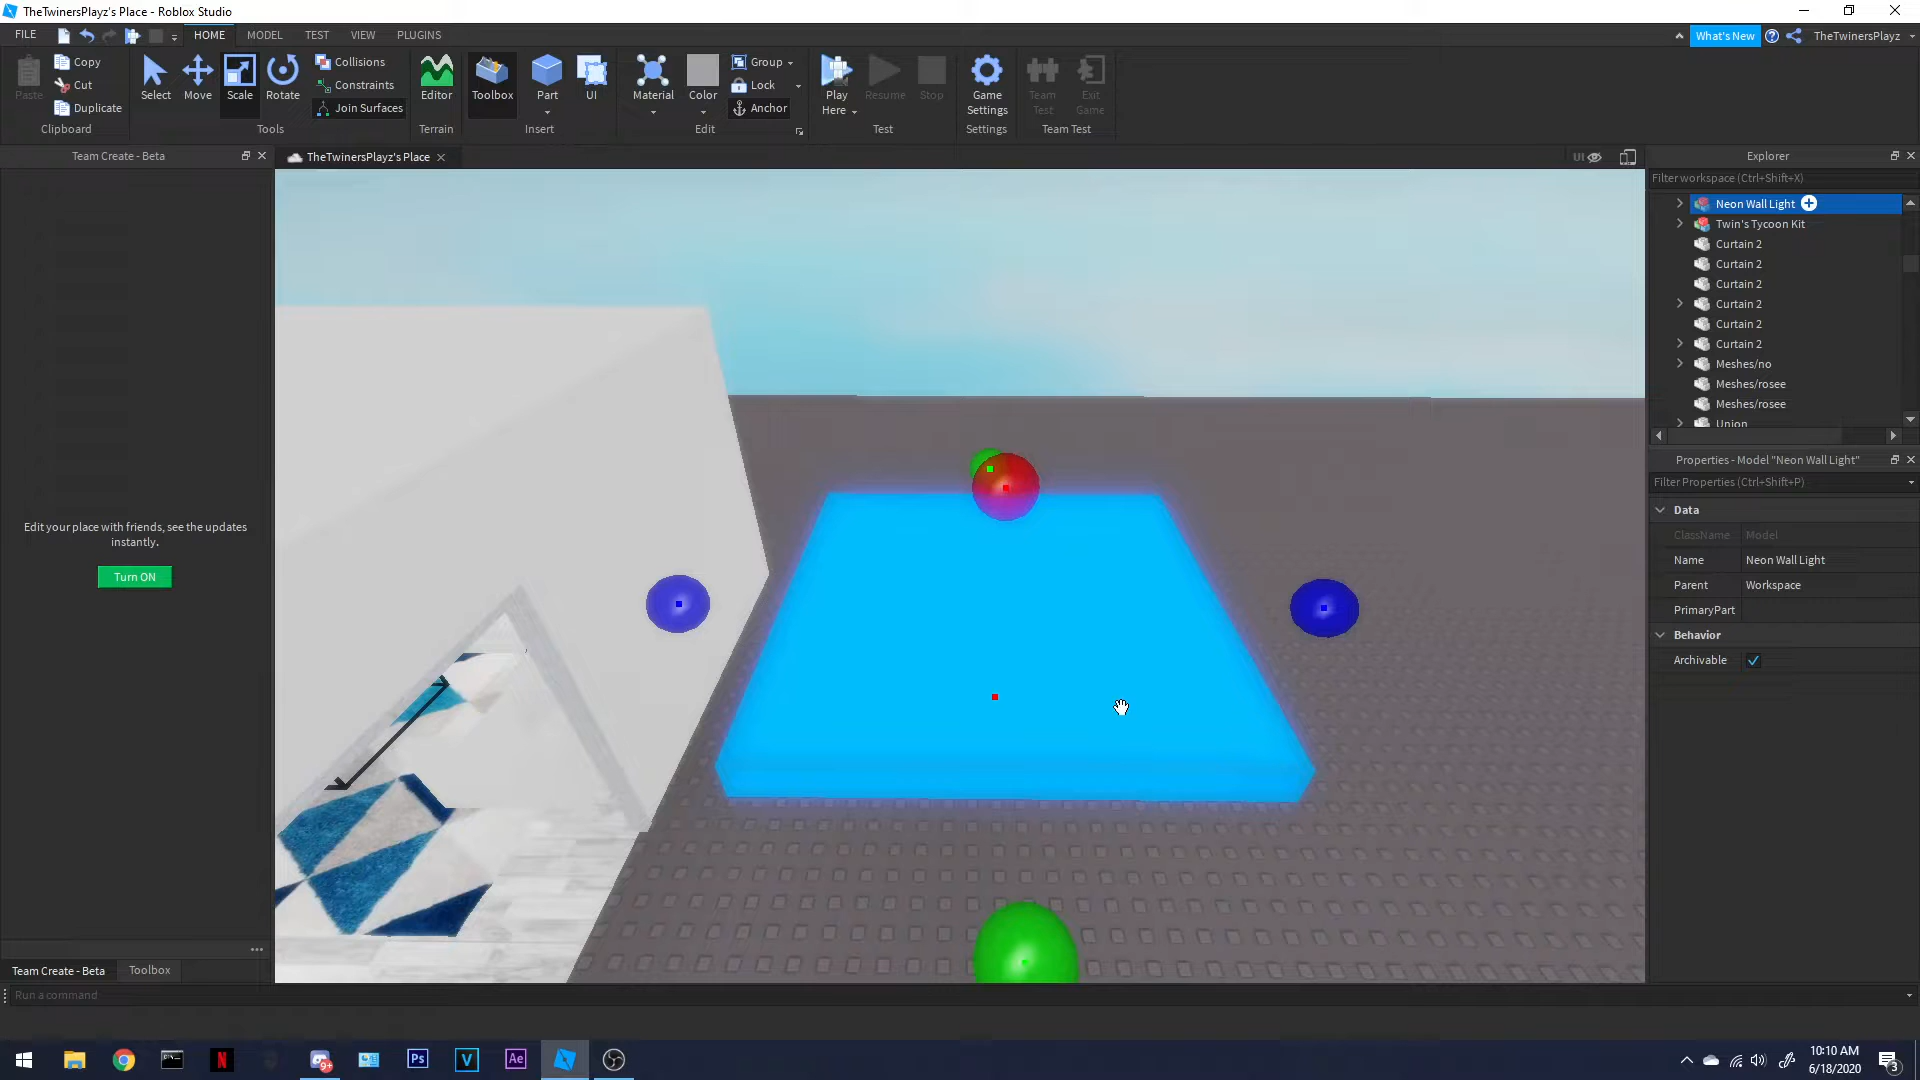 TheTwinersPlayz's Place - Roblox Studio
FILE HOME MODEL TEST VIEW PLUGINS What's New TheTwinersPlayz
Paste Copy Cut Duplicate Clipboard
Select Move Scale Rotate Collisions Constraints Join Surfaces Tools
Editor Terrain
Toolbox Part UI Insert
Material Color Group Lock Anchor Edit
Play Here Resume Stop Test
Game Settings Settings
Team Test Exit Game Team Test
Team Create - Beta
TheTwinersPlayz's Place
UI
Edit your place with friends, see the updates
instantly.
Turn ON
Team Create - Beta Toolbox
Run a command
Explorer
Filter workspace (Ctrl+Shift+X)
Neon Wall Light
Twin's Tycoon Kit
Curtain 2
Curtain 2
Curtain 2
Curtain 2
Curtain 2
Curtain 2
Meshes/no
Meshes/rosee
Meshes/rosee
Union
Properties - Model "Neon Wall Light"
Filter Properties (Ctrl+Shift+P)
Data
ClassName Model
Name Neon Wall Light
Parent Workspace
PrimaryPart
Behavior
Archivable
N 9+ Ps V Ae
10:10 AM
6/18/2020
3